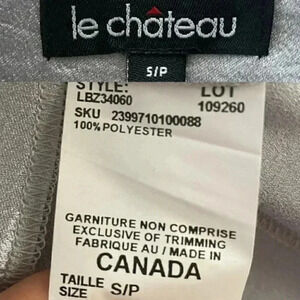 le château
S/P
STYLE: LOT
LBZ34060 109260
SKU 2399710100088
100% POLYESTER
GARNITURE NON COMPRISE
EXCLUSIVE OF TRIMMING
FABRIQUE AU / MADE IN
CANADA
TAILLE S/P
SIZE